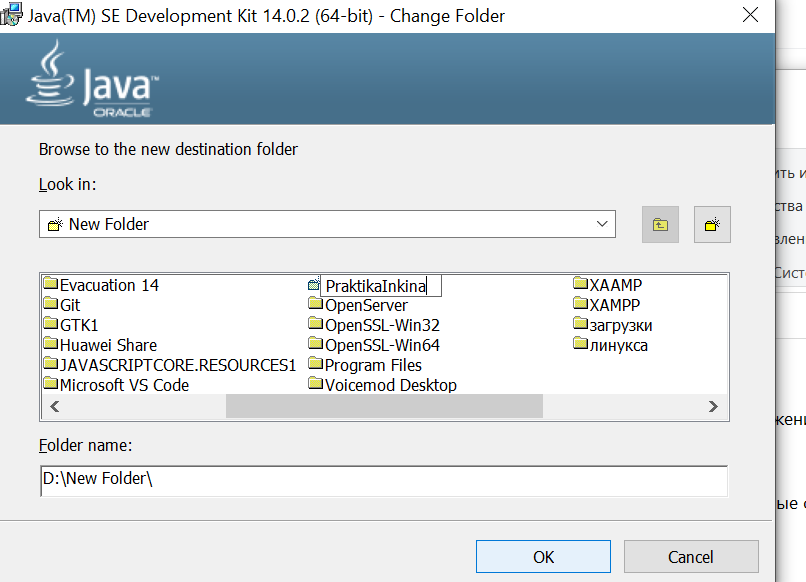 Java(TM) SE Development Kit 14.0.2 (64-bit) - Change Folder
Java™
ORACLE
Browse to the new destination folder
Look in:
New Folder
Evacuation 14
Git
GTK1
Huawei Share
JAVASCRIPTCORE.RESOURCES1
Microsoft VS Code
PraktikaInkina
OpenServer
OpenSSL-Win32
OpenSSL-Win64
Program Files
Voicemod Desktop
XAAMP
XAMPP
загрузки
линукса
Folder name:
D:\New Folder\
OK
Cancel
ить и
ства
влен
Систе
жени
ые с